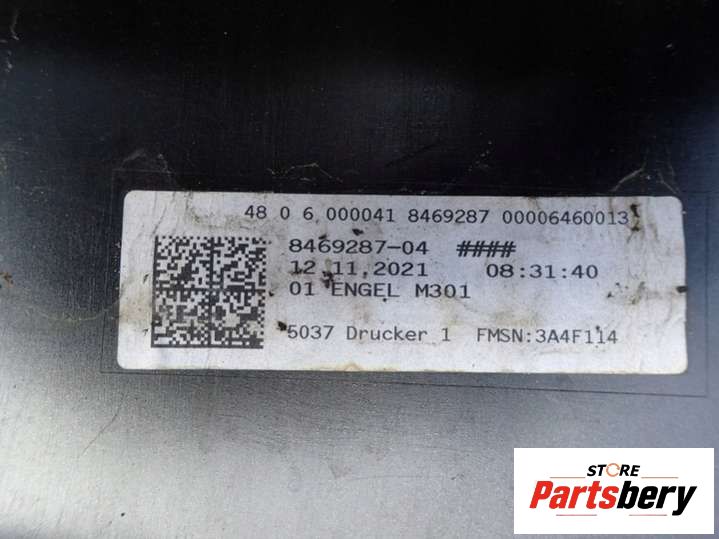 48 0 6 000041 8469287 00006460013
8469287-04 ####
12.11.2021 08:31:40
01 ENGEL M301
5037 Drucker 1 FMSN:3A4F114
STORE
Partsbery